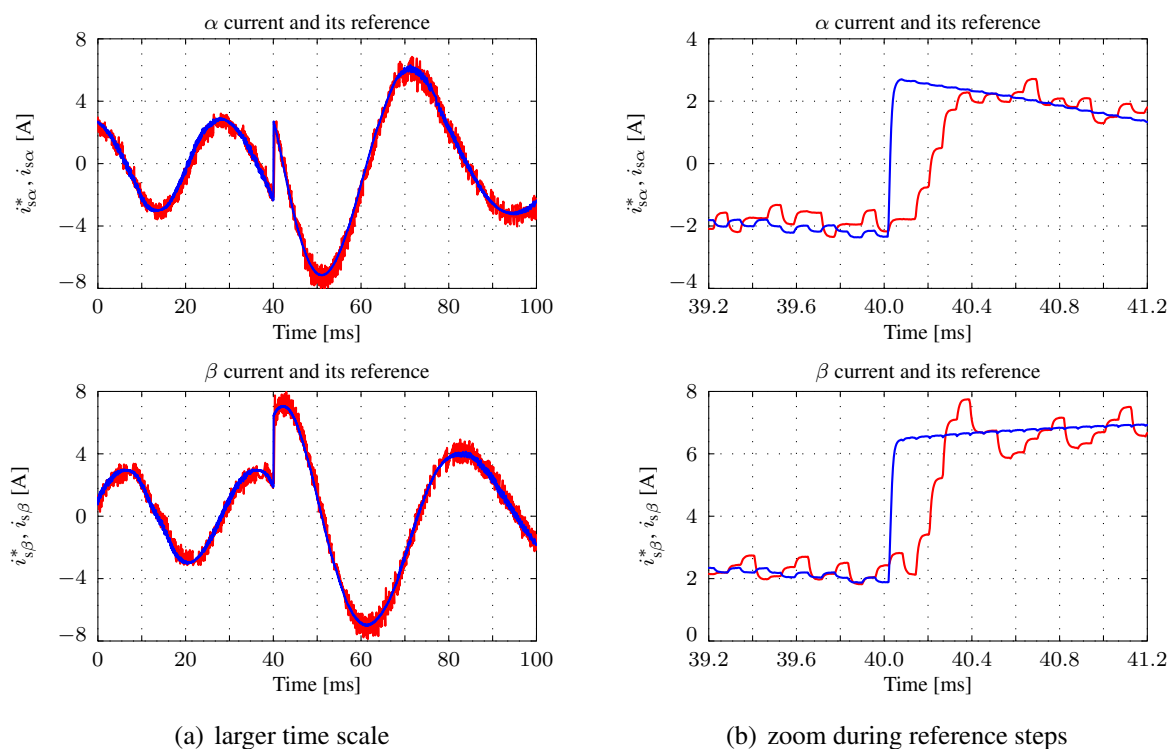 α current and its reference
8
4
0
−4
−8
i*sα, isα [A]
0 20 40 60 80 100
Time [ms]
α current and its reference
4
2
0
−2
−4
i*sα, isα [A]
39.2 39.6 40.0 40.4 40.8 41.2
Time [ms]
β current and its reference
8
4
0
−4
−8
i*sβ, isβ [A]
0 20 40 60 80 100
Time [ms]
β current and its reference
8
6
4
2
0
i*sβ, isβ [A]
39.2 39.6 40.0 40.4 40.8 41.2
Time [ms]
(a) larger time scale
(b) zoom during reference steps